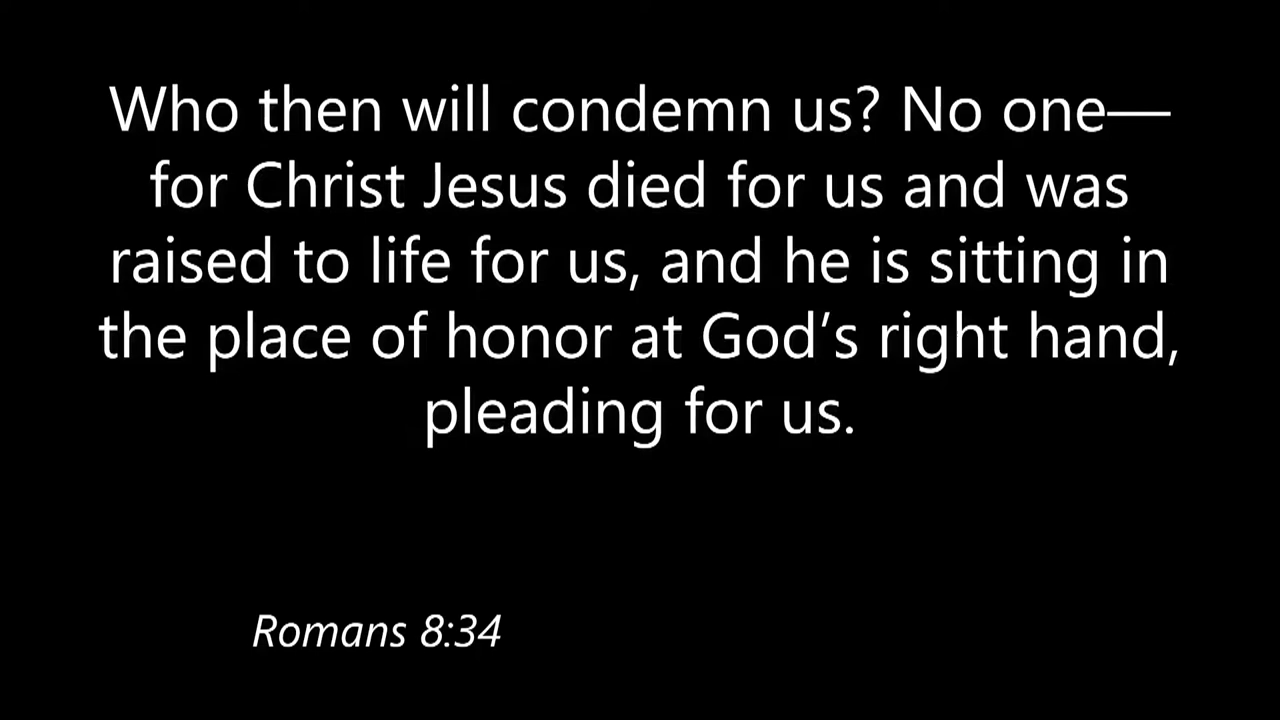 Who then will condemn us? No one—
for Christ Jesus died for us and was
raised to life for us, and he is sitting in
the place of honor at God’s right hand,
pleading for us.
Romans 8:34